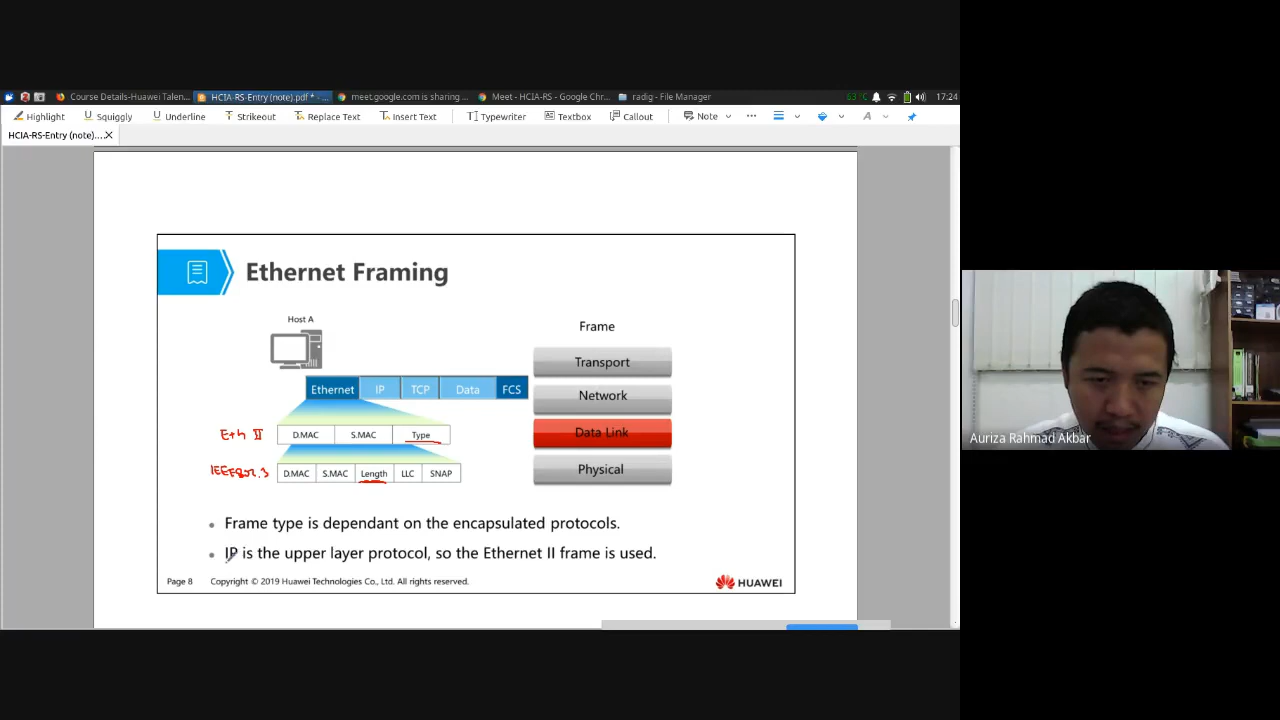 Course Details-Huawei Talen...
HCIA-RS-Entry (note).pdf * -...
meet.google.com is sharing ...
Meet - HCIA-RS - Google Chr...
radig - File Manager
63°C
17:24
Highlight
Squiggly
Underline
Strikeout
Replace Text
Insert Text
Typewriter
Textbox
Callout
Note
HCIA-RS-Entry (note)....
Ethernet Framing
Host A
Frame
Transport
Ethernet IP TCP Data FCS
Network
Eth II D.MAC S.MAC Type
Data Link
IEEE802.3 D.MAC S.MAC Length LLC SNAP
Physical
• Frame type is dependant on the encapsulated protocols.
• IP is the upper layer protocol, so the Ethernet II frame is used.
Page 8 Copyright © 2019 Huawei Technologies Co., Ltd. All rights reserved.
HUAWEI
Auriza Rahmad Akbar